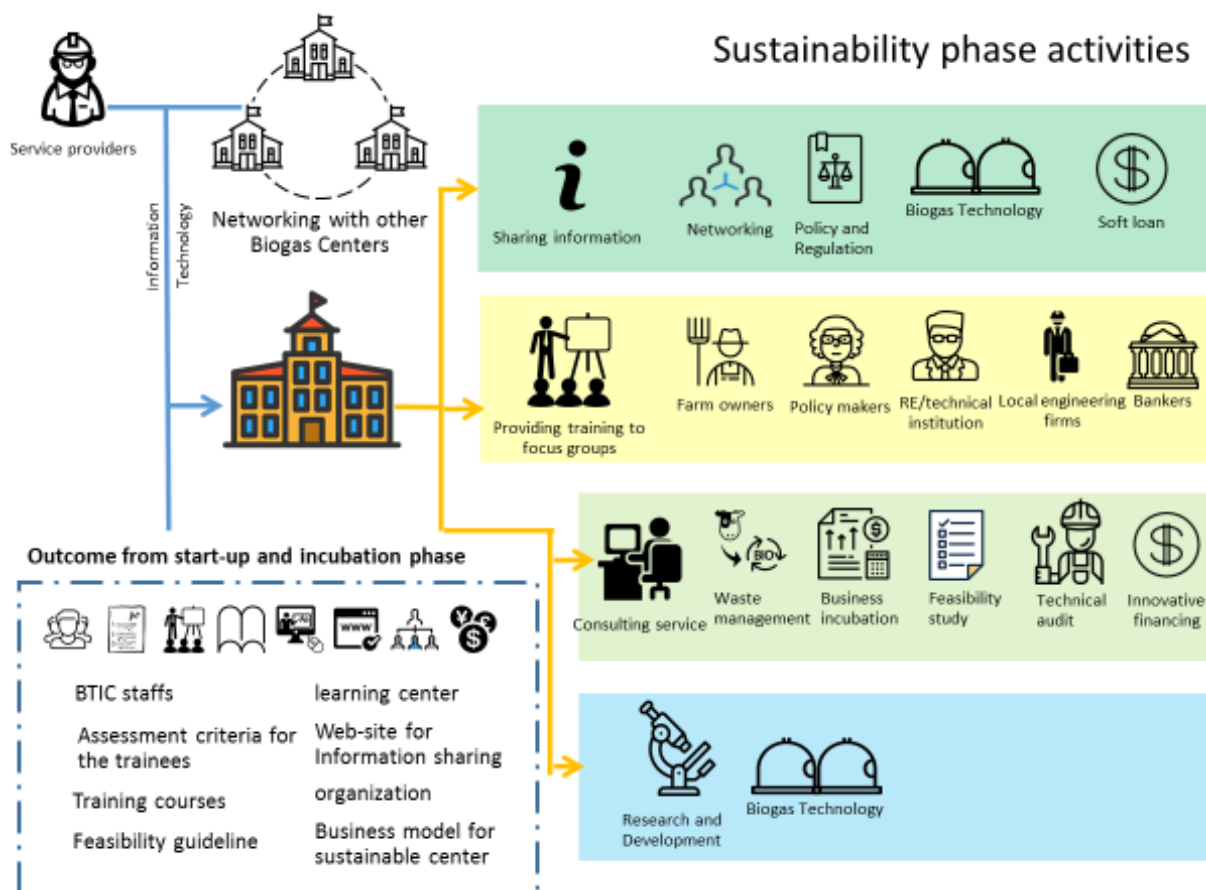 Sustainability phase activities
Service providers
Networking with other
Biogas Centers
Information
Technology
Sharing information
Networking
Policy and
Regulation
Biogas Technology
Soft loan
Providing training to
focus groups
Farm owners
Policy makers
RE/technical
institution
Local engineering
firms
Bankers
Consulting service
Waste
management
BIO
Business
incubation
Feasibility
study
Technical
audit
Innovative
financing
Research and
Development
Biogas Technology
Outcome from start-up and incubation phase
www
BTIC staffs
Assessment criteria for
the trainees
Training courses
Feasibility guideline
learning center
Web-site for
Information sharing
organization
Business model for
sustainable center